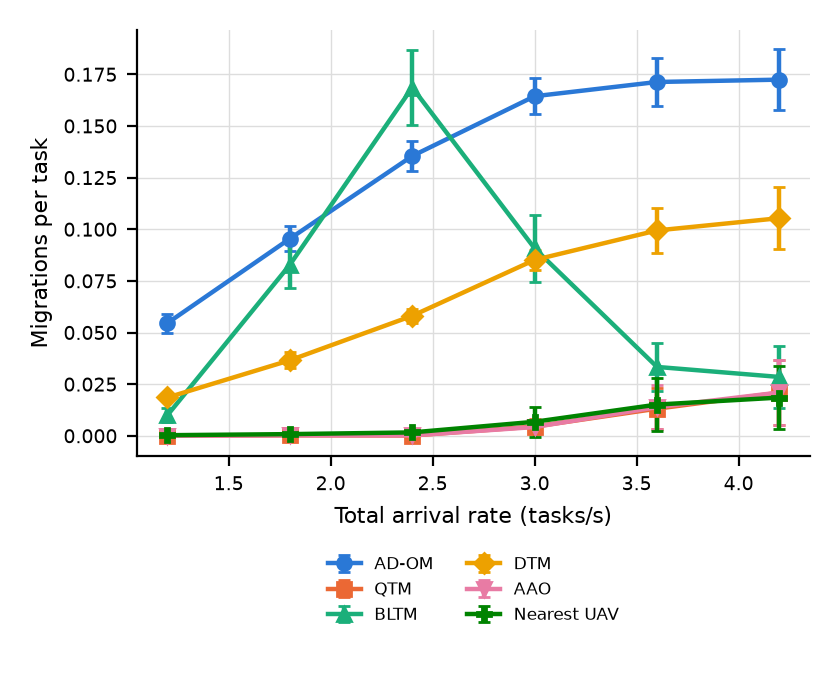 Migrations per task
0.175
0.150
0.125
0.100
0.075
0.050
0.025
0.000
1.5 2.0 2.5 3.0 3.5 4.0
Total arrival rate (tasks/s)
AD-OM DTM
QTM AAO
BLTM Nearest UAV